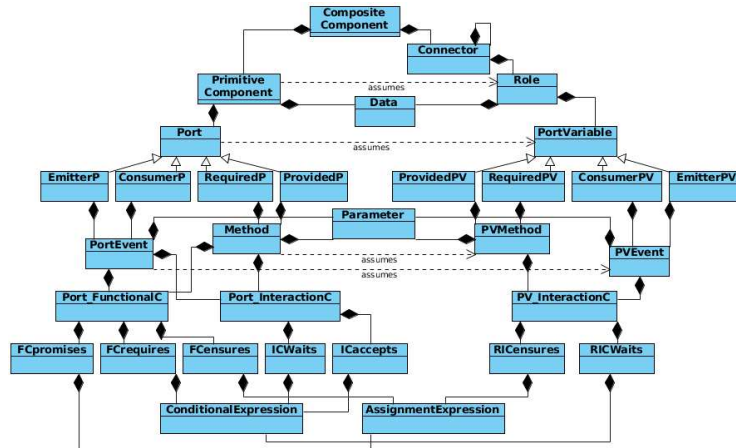 Composite
Component
Connector
Primitive
Component
assumes
Role
Data
Port
assumes
PortVariable
EmitterP
ConsumerP
RequiredP
ProvidedP
ProvidedPV
RequiredPV
ConsumerPV
EmitterPV
Parameter
PortEvent
Method
PVMethod
PVEvent
assumes
assumes
Port_FunctionalC
Port_InteractionC
PV_InteractionC
FCpromises
FCrequires
FCensures
ICWaits
ICaccepts
RICensures
RICWaits
ConditionalExpression
AssignmentExpression